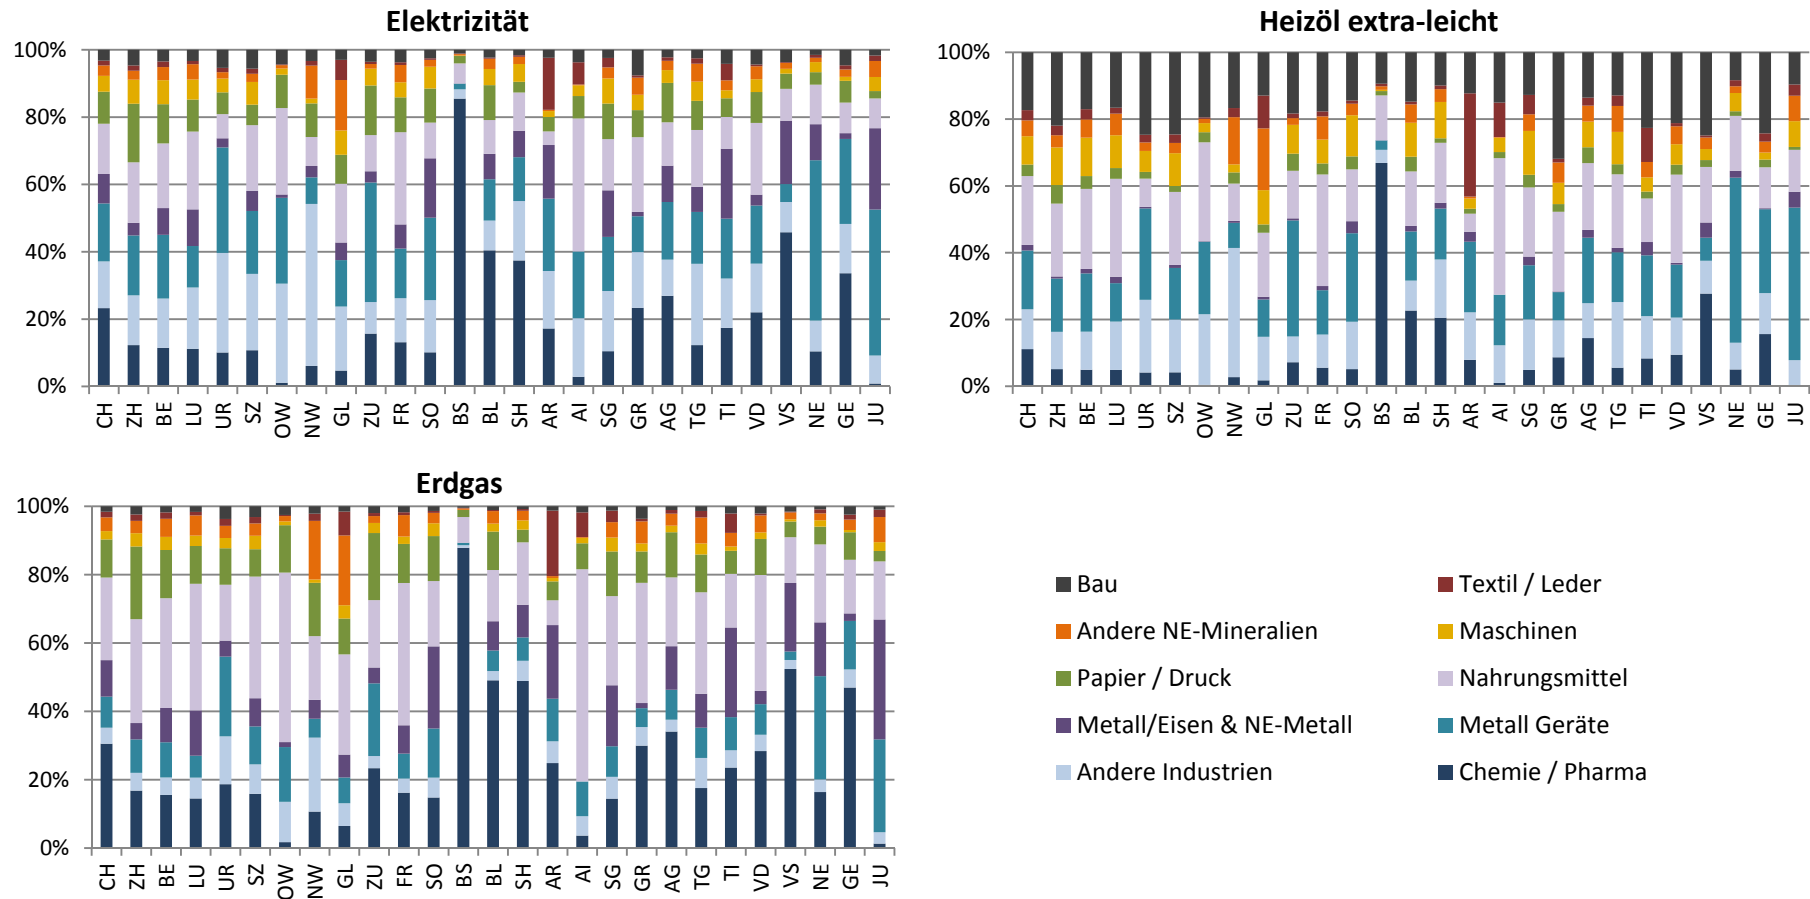 Elektrizität
100%
80%
60%
40%
20%
0%
CH ZH BE LU UR SZ OW NW GL ZU FR SO BS BL SH AR AI SG GR AG TG TI VD VS NE GE JU
Heizöl extra-leicht
100%
80%
60%
40%
20%
0%
CH ZH BE LU UR SZ OW NW GL ZU FR SO BS BL SH AR AI SG GR AG TG TI VD VS NE GE JU
Erdgas
100%
80%
60%
40%
20%
0%
CH ZH BE LU UR SZ OW NW GL ZU FR SO BS BL SH AR AI SG GR AG TG TI VD VS NE GE JU
Bau
Textil / Leder
Andere NE-Mineralien
Maschinen
Papier / Druck
Nahrungsmittel
Metall/Eisen & NE-Metall
Metall Geräte
Andere Industrien
Chemie / Pharma